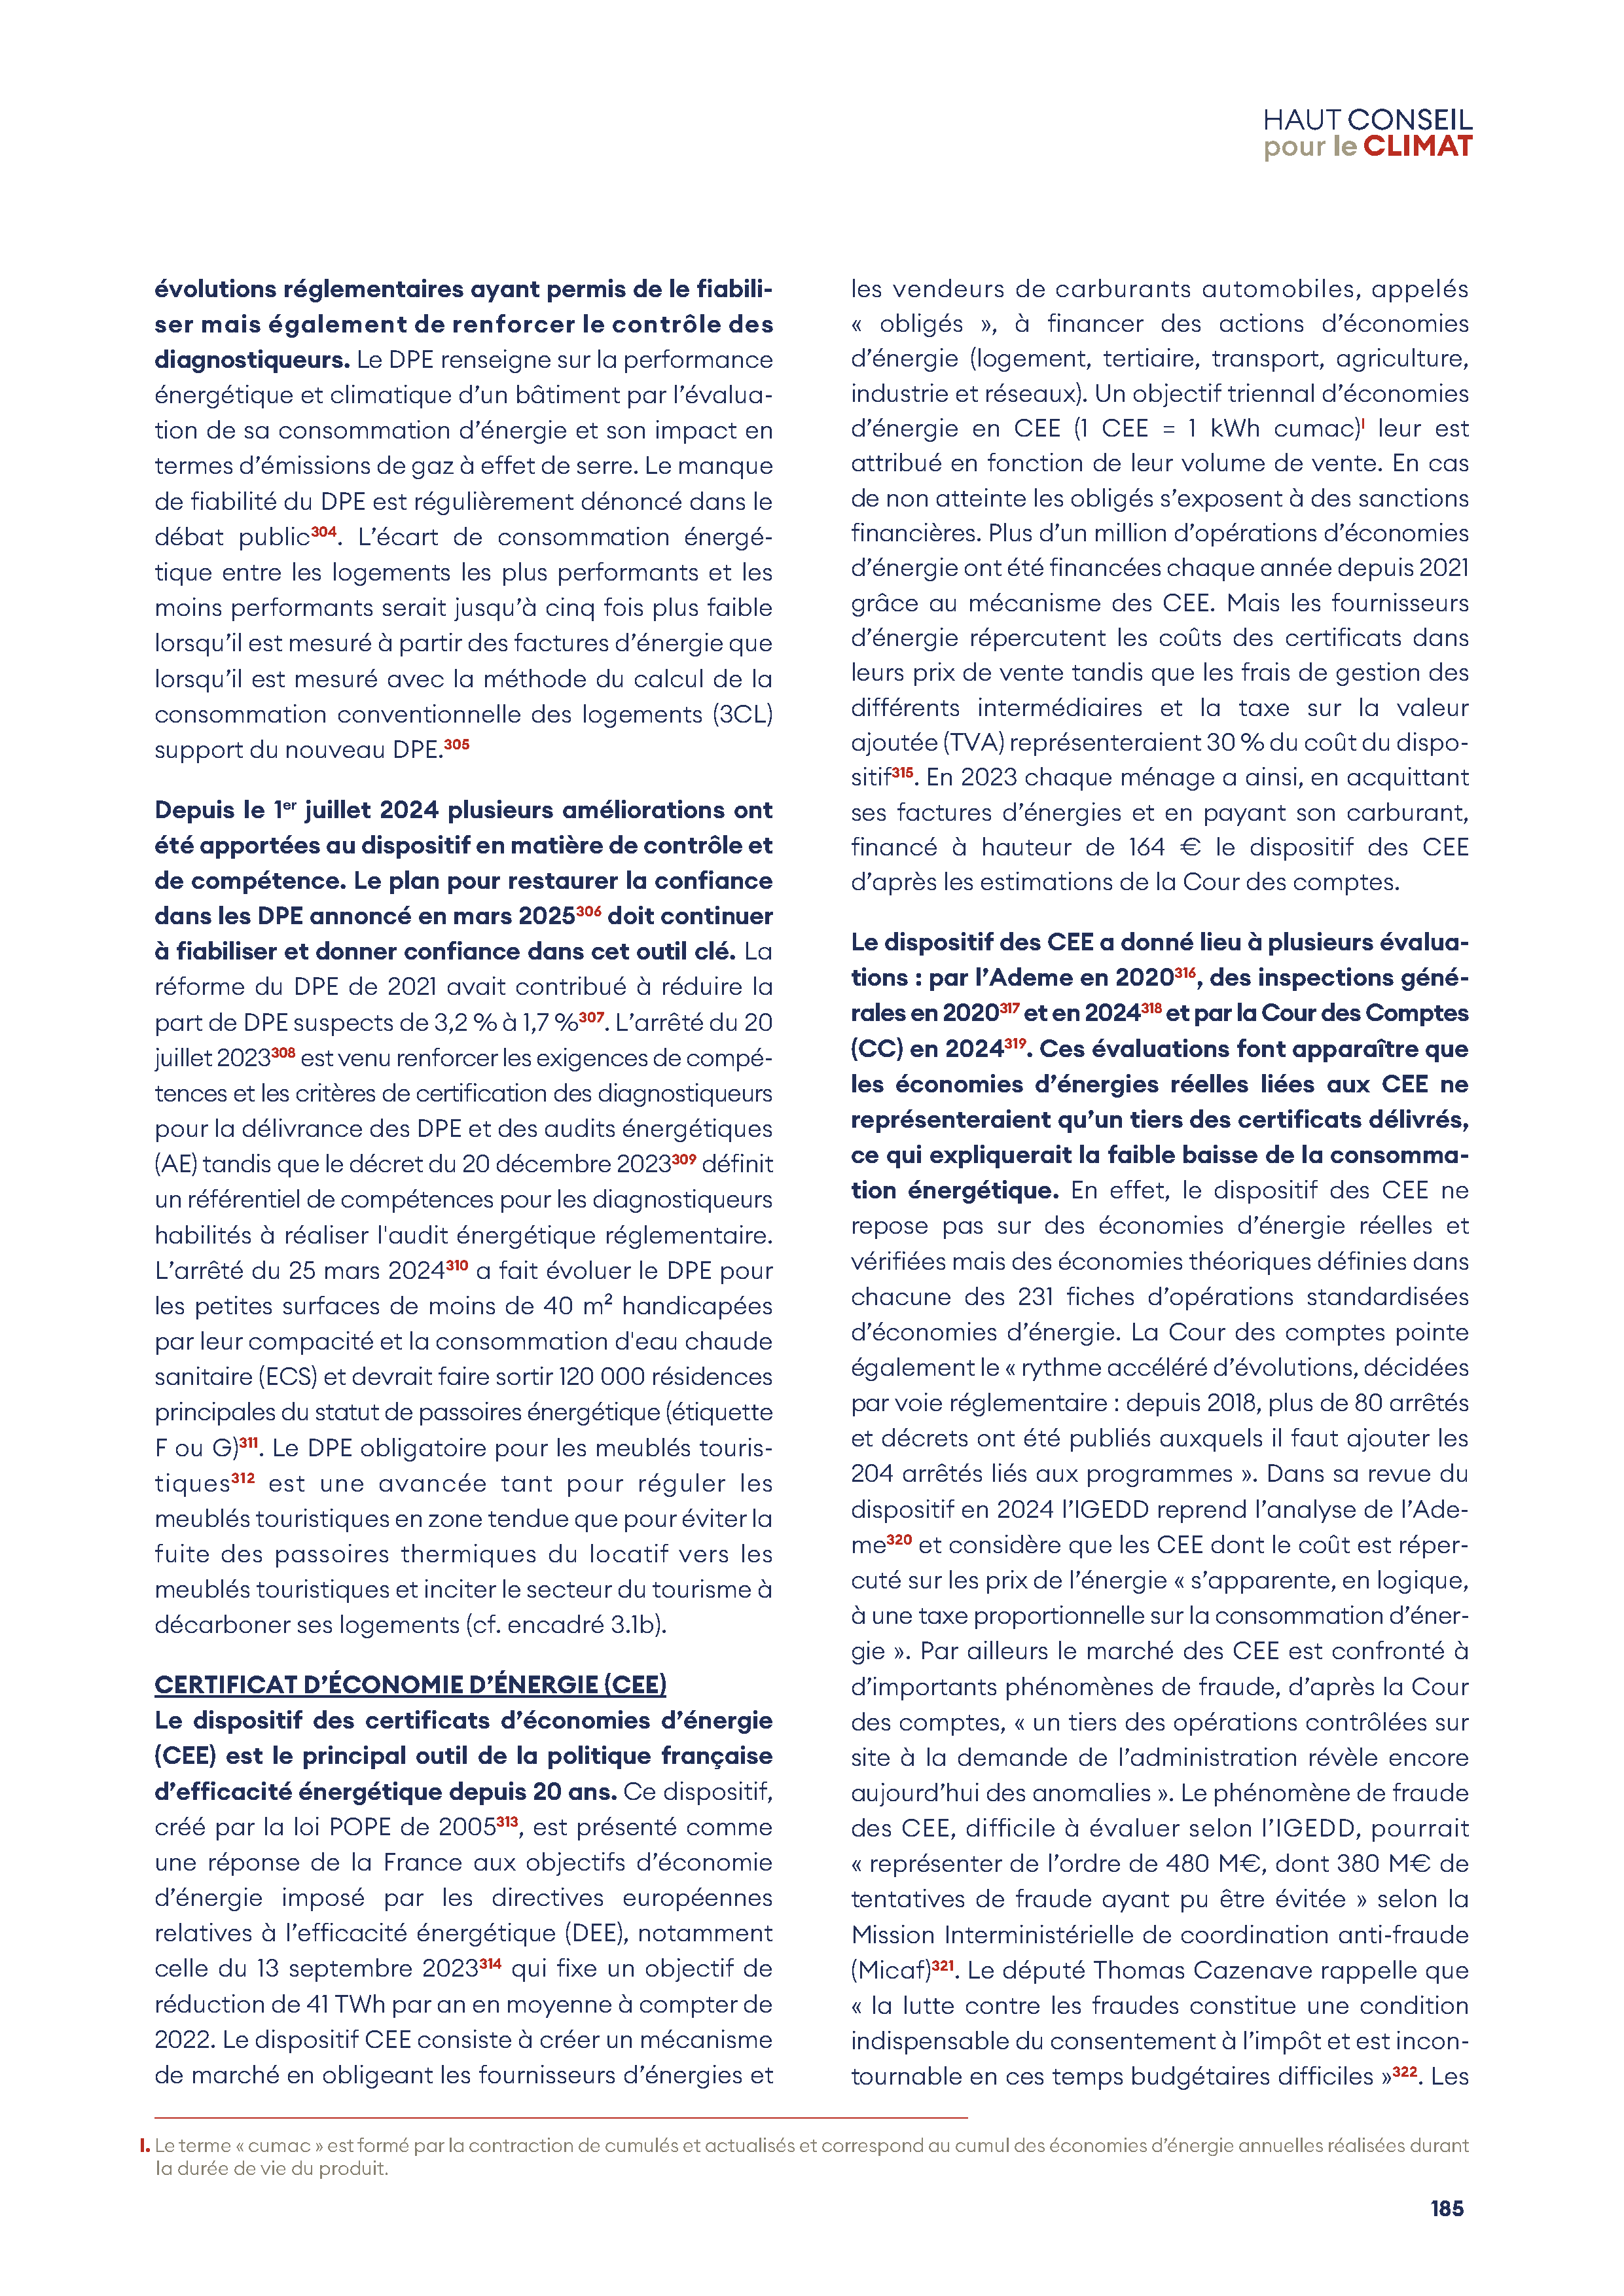 HAUT CONSEIL
pour le CLIMAT
évolutions réglementaires ayant permis de le fiabili-
ser mais également de renforcer le contrôle des
diagnostiqueurs. Le DPE renseigne sur la performance
énergétique et climatique d’un bâtiment par l’évalua-
tion de sa consommation d’énergie et son impact en
termes d’émissions de gaz à effet de serre. Le manque
de fiabilité du DPE est régulièrement dénoncé dans le
débat public304. L’écart de consommation énergé-
tique entre les logements les plus performants et les
moins performants serait jusqu’à cinq fois plus faible
lorsqu’il est mesuré à partir des factures d’énergie que
lorsqu’il est mesuré avec la méthode du calcul de la
consommation conventionnelle des logements (3CL)
support du nouveau DPE.305
Depuis le 1er juillet 2024 plusieurs améliorations ont
été apportées au dispositif en matière de contrôle et
de compétence. Le plan pour restaurer la confiance
dans les DPE annoncé en mars 2025306 doit continuer
à fiabiliser et donner confiance dans cet outil clé. La
réforme du DPE de 2021 avait contribué à réduire la
part de DPE suspects de 3,2 % à 1,7 %307. L’arrêté du 20
juillet 2023308 est venu renforcer les exigences de compé-
tences et les critères de certification des diagnostiqueurs
pour la délivrance des DPE et des audits énergétiques
(AE) tandis que le décret du 20 décembre 2023309 définit
un référentiel de compétences pour les diagnostiqueurs
habilités à réaliser l'audit énergétique réglementaire.
L’arrêté du 25 mars 2024310 a fait évoluer le DPE pour
les petites surfaces de moins de 40 m² handicapées
par leur compacité et la consommation d'eau chaude
sanitaire (ECS) et devrait faire sortir 120 000 résidences
principales du statut de passoires énergétique (étiquette
F ou G)311. Le DPE obligatoire pour les meublés touris-
tiques312 est une avancée tant pour réguler les
meublés touristiques en zone tendue que pour éviter la
fuite des passoires thermiques du locatif vers les
meublés touristiques et inciter le secteur du tourisme à
décarboner ses logements (cf. encadré 3.1b).
CERTIFICAT D’ÉCONOMIE D’ÉNERGIE (CEE)
Le dispositif des certificats d’économies d’énergie
(CEE) est le principal outil de la politique française
d’efficacité énergétique depuis 20 ans. Ce dispositif,
créé par la loi POPE de 2005313, est présenté comme
une réponse de la France aux objectifs d’économie
d’énergie imposé par les directives européennes
relatives à l’efficacité énergétique (DEE), notamment
celle du 13 septembre 2023314 qui fixe un objectif de
réduction de 41 TWh par an en moyenne à compter de
2022. Le dispositif CEE consiste à créer un mécanisme
de marché en obligeant les fournisseurs d’énergies et
les vendeurs de carburants automobiles, appelés
« obligés », à financer des actions d’économies
d’énergie (logement, tertiaire, transport, agriculture,
industrie et réseaux). Un objectif triennal d’économies
d’énergie en CEE (1 CEE = 1 kWh cumac)I leur est
attribué en fonction de leur volume de vente. En cas
de non atteinte les obligés s’exposent à des sanctions
financières. Plus d’un million d’opérations d’économies
d’énergie ont été financées chaque année depuis 2021
grâce au mécanisme des CEE. Mais les fournisseurs
d’énergie répercutent les coûts des certificats dans
leurs prix de vente tandis que les frais de gestion des
différents intermédiaires et la taxe sur la valeur
ajoutée (TVA) représenteraient 30 % du coût du dispo-
sitif315. En 2023 chaque ménage a ainsi, en acquittant
ses factures d’énergies et en payant son carburant,
financé à hauteur de 164 € le dispositif des CEE
d’après les estimations de la Cour des comptes.
Le dispositif des CEE a donné lieu à plusieurs évalua-
tions : par l’Ademe en 2020316, des inspections géné-
rales en 2020317 et en 2024318 et par la Cour des Comptes
(CC) en 2024319. Ces évaluations font apparaître que
les économies d’énergies réelles liées aux CEE ne
représenteraient qu’un tiers des certificats délivrés,
ce qui expliquerait la faible baisse de la consomma-
tion énergétique. En effet, le dispositif des CEE ne
repose pas sur des économies d’énergie réelles et
vérifiées mais des économies théoriques définies dans
chacune des 231 fiches d’opérations standardisées
d’économies d’énergie. La Cour des comptes pointe
également le « rythme accéléré d’évolutions, décidées
par voie réglementaire : depuis 2018, plus de 80 arrêtés
et décrets ont été publiés auxquels il faut ajouter les
204 arrêtés liés aux programmes ». Dans sa revue du
dispositif en 2024 l’IGEDD reprend l’analyse de l’Ade-
me320 et considère que les CEE dont le coût est réper-
cuté sur les prix de l’énergie « s’apparente, en logique,
à une taxe proportionnelle sur la consommation d’éner-
gie ». Par ailleurs le marché des CEE est confronté à
d’importants phénomènes de fraude, d’après la Cour
des comptes, « un tiers des opérations contrôlées sur
site à la demande de l’administration révèle encore
aujourd’hui des anomalies ». Le phénomène de fraude
des CEE, difficile à évaluer selon l’IGEDD, pourrait
« représenter de l’ordre de 480 M€, dont 380 M€ de
tentatives de fraude ayant pu être évitée » selon la
Mission Interministérielle de coordination anti-fraude
(Micaf)321. Le député Thomas Cazenave rappelle que
« la lutte contre les fraudes constitue une condition
indispensable du consentement à l’impôt et est incon-
tournable en ces temps budgétaires difficiles »322. Les
I. Le terme « cumac » est formé par la contraction de cumulés et actualisés et correspond au cumul des économies d’énergie annuelles réalisées durant
la durée de vie du produit.
185